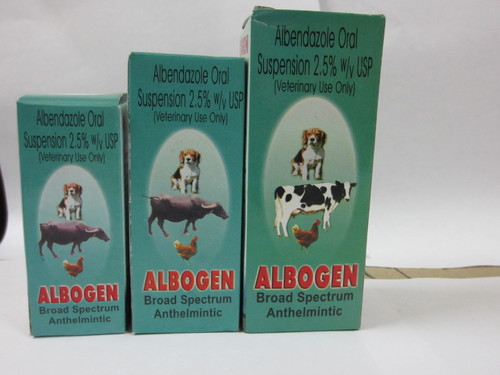 Albendazole Oral
Suspension 2.5% w/v USP
(Veterinary Use Only)
ALBOGEN
Broad Spectrum
Anthelmintic
Albendazole Oral
Suspension 2.5% w/v USP
(Veterinary Use Only)
ALBOGEN
Broad Spectrum
Anthelmintic
Albendazole Oral
Suspension 2.5% w/v USP
(Veterinary Use Only)
ALBOGEN
Broad Spectrum
Anthelmintic